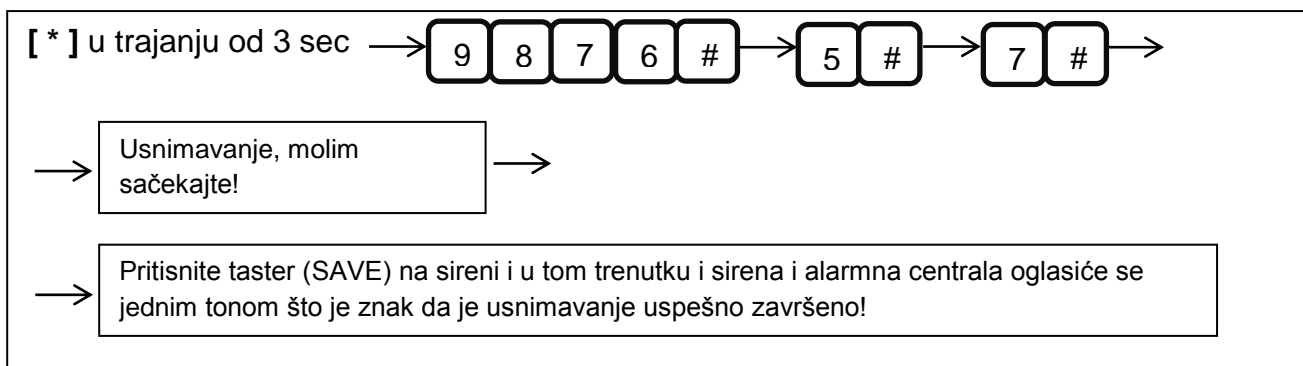 [ * ] u trajanju od 3 sec 9 8 7 6 # 5 # 7 #
Usnimavanje, molim
sačekajte!
Pritisnite taster (SAVE) na sireni i u tom trenutku i sirena i alarmna centrala oglasiće se
jednim tonom što je znak da je usnimavanje uspešno završeno!